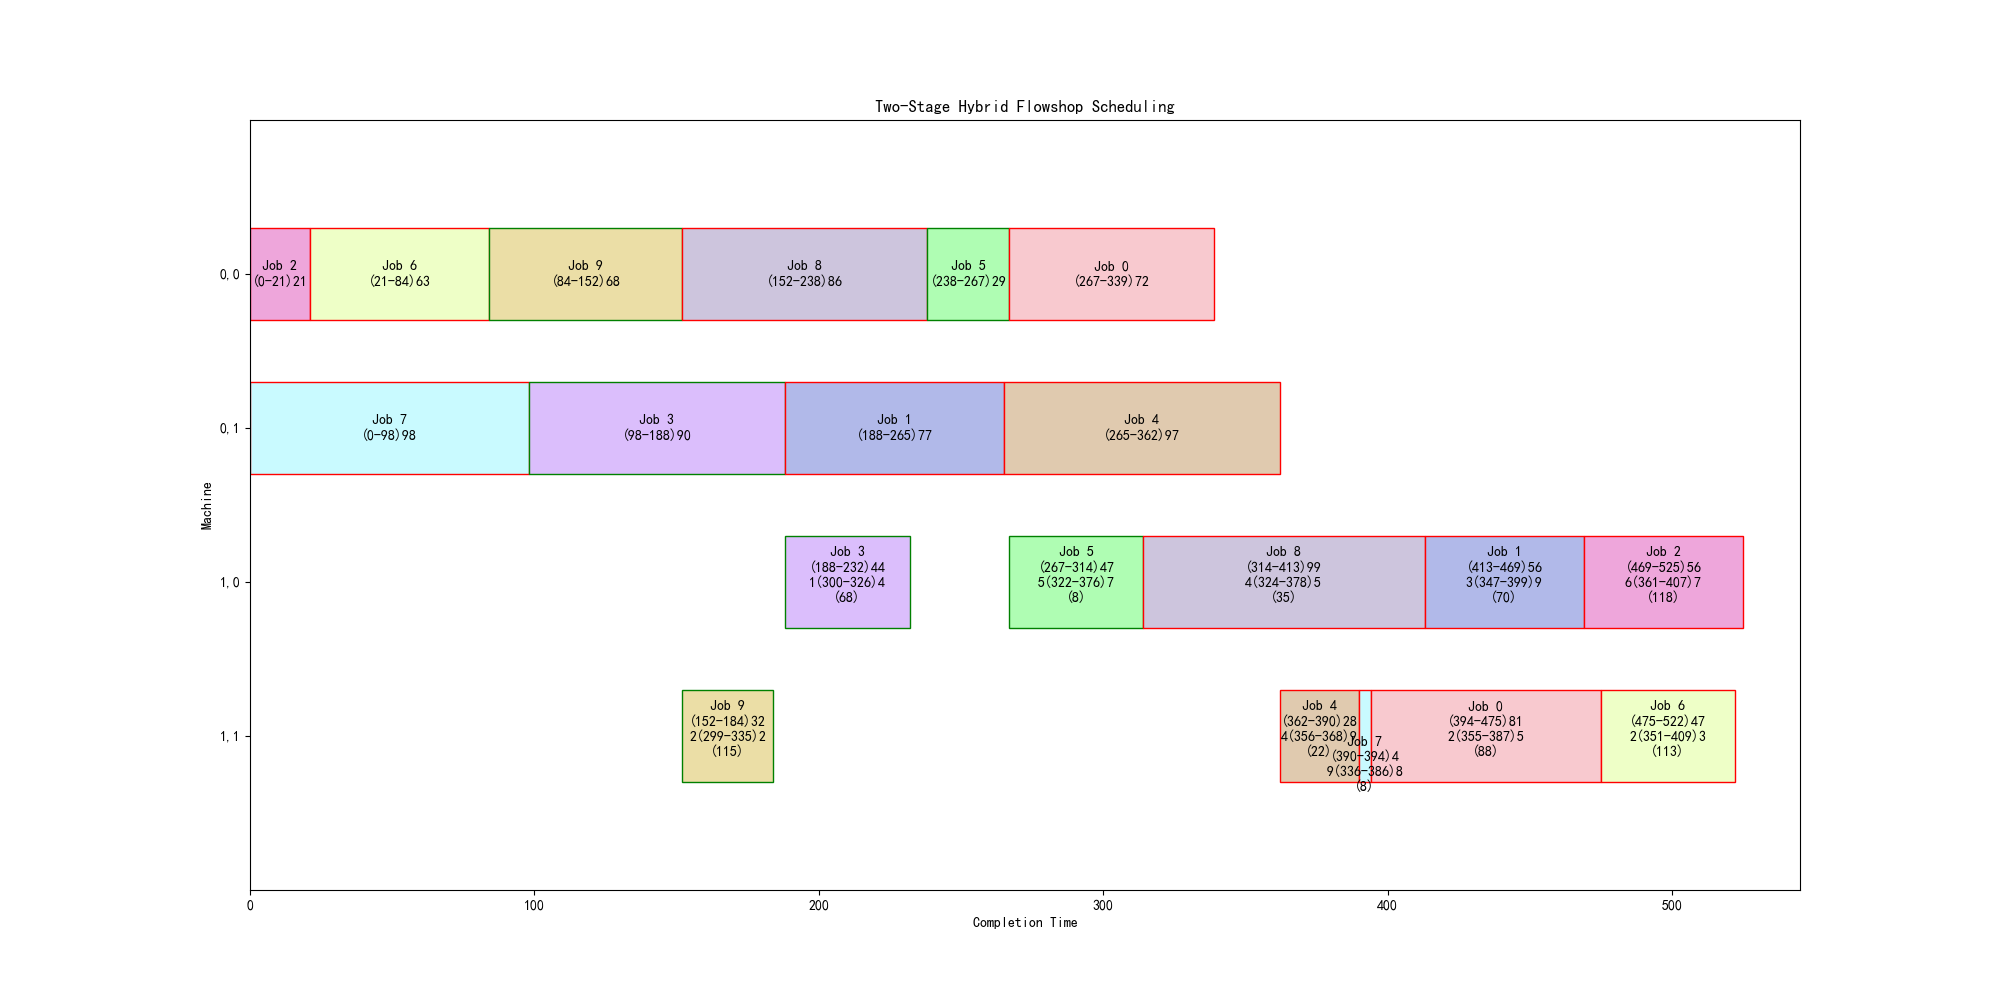 Two-Stage Hybrid Flowshop Scheduling
Machine
0,0
Job 2
(0-21)21
Job 6
(21-84)63
Job 9
(84-152)68
Job 8
(152-238)86
Job 5
(238-267)29
Job 0
(267-339)72
0,1
Job 7
(0-98)98
Job 3
(98-188)90
Job 1
(188-265)77
Job 4
(265-362)97
1,0
Job 3
(188-232)44
1(300-326)4
(68)
Job 5
(267-314)47
5(322-376)7
(8)
Job 8
(314-413)99
4(324-378)5
(35)
Job 1
(413-469)56
3(347-399)9
(70)
Job 2
(469-525)56
6(361-407)7
(118)
1,1
Job 9
(152-184)32
2(299-335)2
(115)
Job 4
(362-390)28
4(356-368)9
(22)
Job 7
(390-394)4
9(336-386)8
(8)
Job 0
(394-475)81
2(355-387)5
(88)
Job 6
(475-522)47
2(351-409)3
(113)
0
100
200
300
400
500
Completion Time